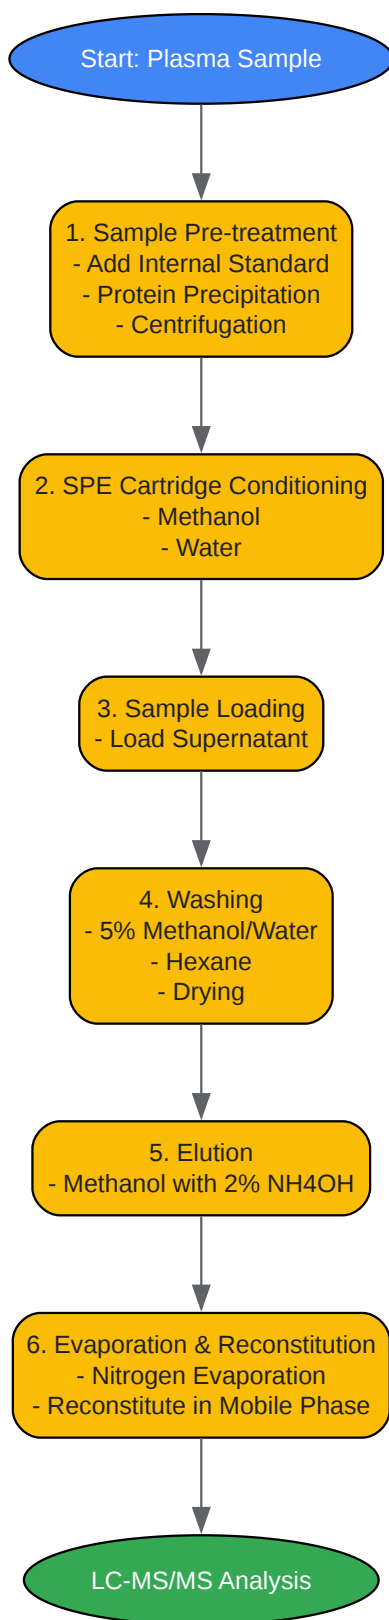 Start: Plasma Sample
1. Sample Pre-treatment
- Add Internal Standard
- Protein Precipitation
- Centrifugation
2. SPE Cartridge Conditioning
- Methanol
- Water
3. Sample Loading
- Load Supernatant
4. Washing
- 5% Methanol/Water
- Hexane
- Drying
5. Elution
- Methanol with 2% NH4OH
6. Evaporation & Reconstitution
- Nitrogen Evaporation
- Reconstitute in Mobile Phase
LC-MS/MS Analysis